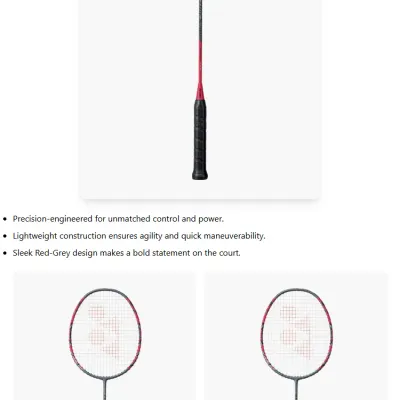 Precision-engineered for unmatched control and power.
Lightweight construction ensures agility and quick maneuverability.
Sleek Red-Grey design makes a bold statement on the court.